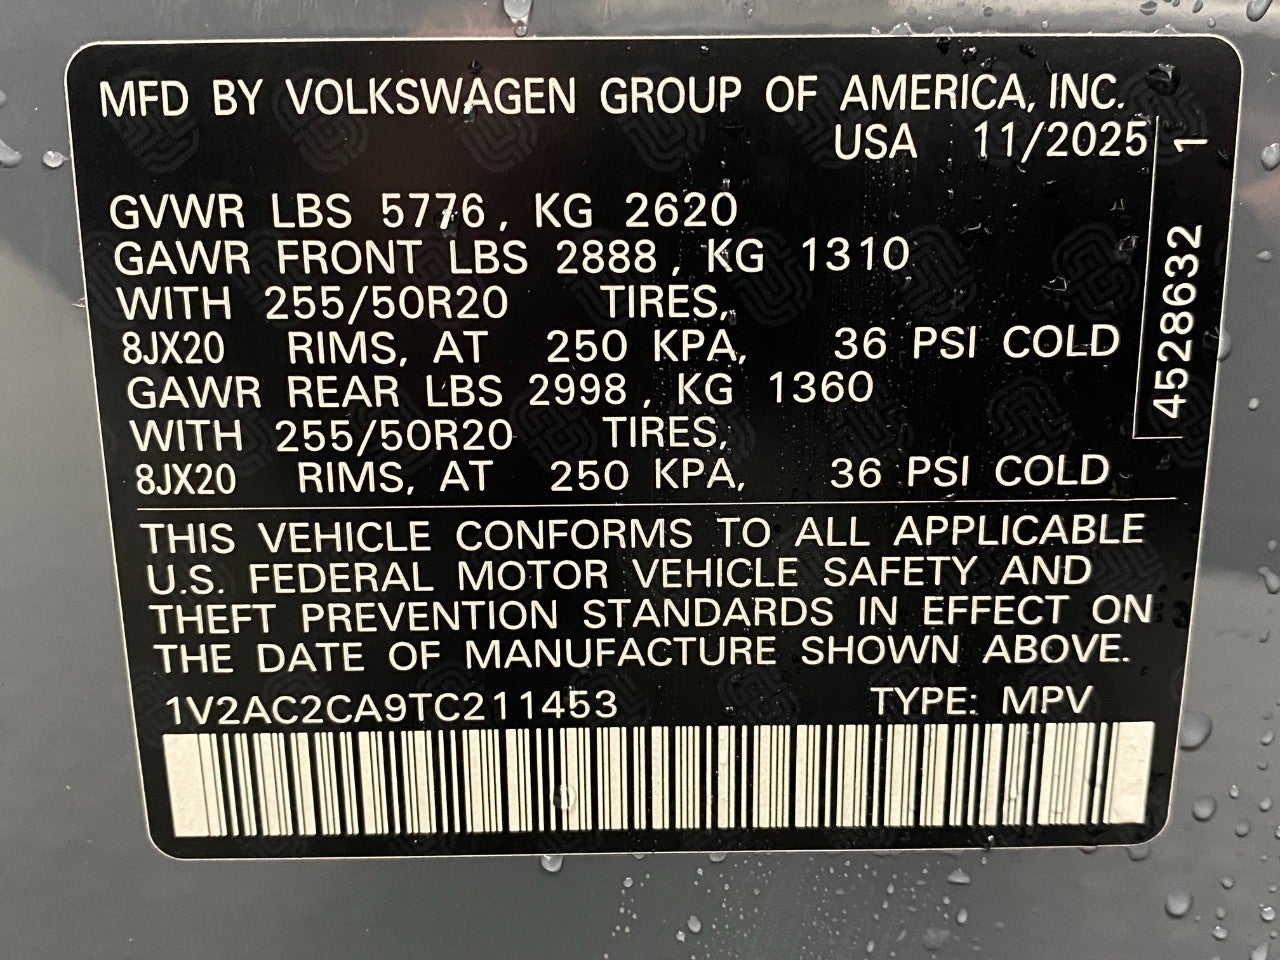 MFD BY VOLKSWAGEN GROUP OF AMERICA, INC.
USA 11/2025
GVWR LBS 5776, KG 2620
GAWR FRONT LBS 2888, KG 1310
WITH 255/50R20 TIRES,
8JX20 RIMS, AT 250 KPA, 36 PSI COLD
GAWR REAR LBS 2998, KG 1360
WITH 255/50R20 TIRES,
8JX20 RIMS, AT 250 KPA, 36 PSI COLD
4528632 1
THIS VEHICLE CONFORMS TO ALL APPLICABLE
U.S. FEDERAL MOTOR VEHICLE SAFETY AND
THEFT PREVENTION STANDARDS IN EFFECT ON
THE DATE OF MANUFACTURE SHOWN ABOVE.
1V2AC2CA9TC211453 TYPE: MPV